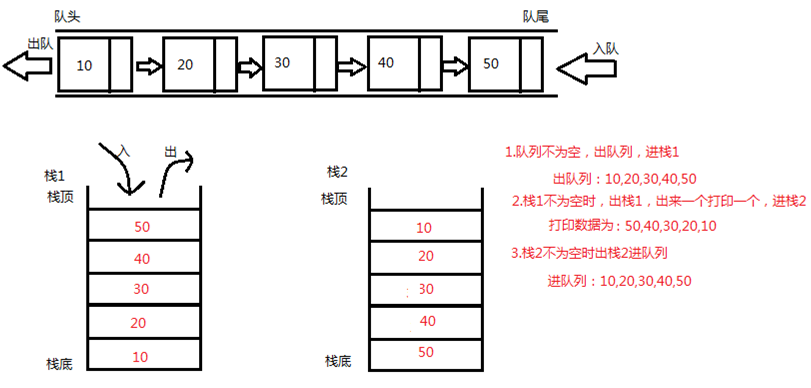 队头 队尾
出队 入队
10 20 30 40 50
入 出
栈1
栈顶
50
40
30
20
10
栈底
栈2
栈顶
10
20
30
40
50
栈底
1.队列不为空，出队列，进栈1
出队列：10,20,30,40,50
2.栈1不为空时，出栈1，出来一个打印一个，进栈2
打印数据为：50,40,30,20,10
3.栈2不为空时出栈2进队列
进队列：10,20,30,40,50